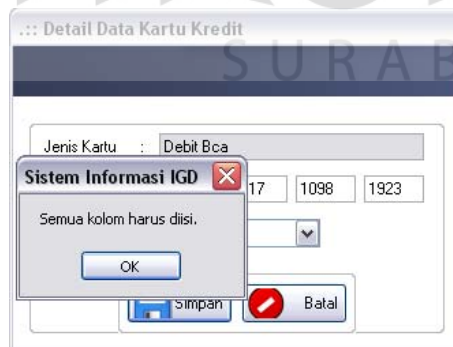 .:: Detail Data Kartu Kredit
SURAB
Jenis Kartu : Debit Bca
Sistem Informasi IGD
17 1098 1923
Semua kolom harus diisi.
OK
Simpan Batal